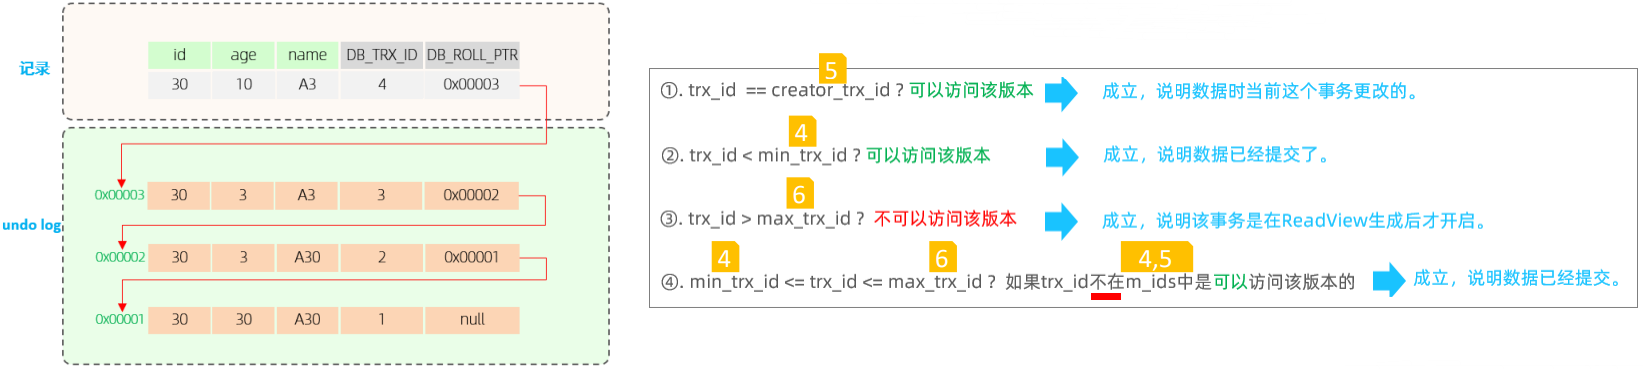 记录
id age name DB_TRX_ID DB_ROLL_PTR
30 10 A3 4 0x00003
undo log
0x00003 30 3 A3 3 0x00002
0x00002 30 3 A30 2 0x00001
0x00001 30 30 A30 1 null
5
①. trx_id == creator_trx_id ? 可以访问该版本 成立，说明数据时当前这个事务更改的。
4
②. trx_id < min_trx_id ? 可以访问该版本 成立，说明数据已经提交了。
6
③. trx_id > max_trx_id ? 不可以访问该版本 成立，说明该事务是在ReadView生成后才开启。
4 6 4,5
④. min_trx_id <= trx_id <= max_trx_id ? 如果trx_id不在m_ids中是可以访问该版本的 成立，说明数据已经提交。